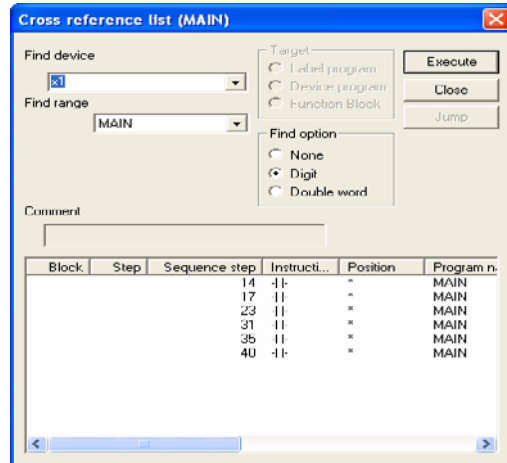 Cross reference list (MAIN)
Find device
x1
Find range
MAIN
Target
Label program
Device program
Function Block
Find option
None
Digit
Double word
Execute
Close
Jump
Comment
Block Step Sequence step Instructi... Position Program n
14 -| |- * MAIN
17 -| |- * MAIN
23 -| |- * MAIN
31 -| |- * MAIN
35 -| |- * MAIN
40 -| |- * MAIN